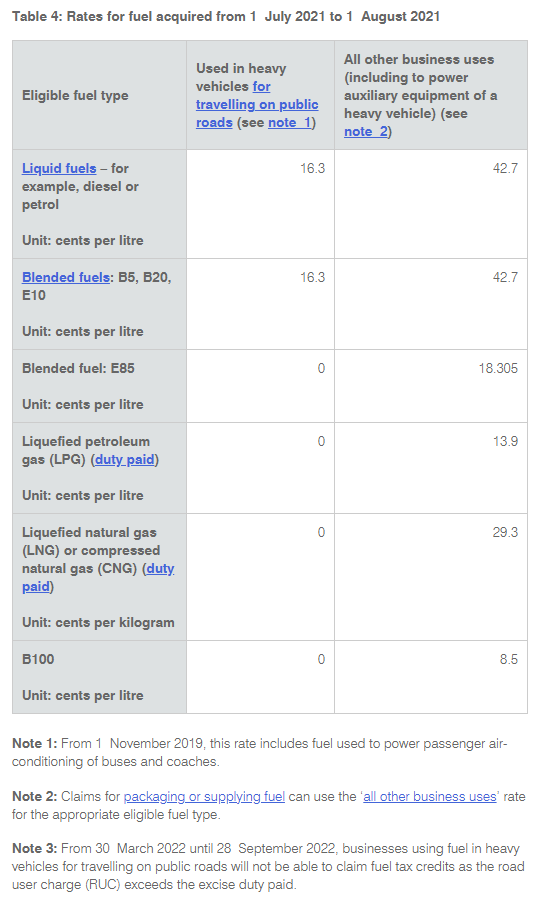 Table 4: Rates for fuel acquired from 1 July 2021 to 1 August 2021
Eligible fuel type
Used in heavy
vehicles for
travelling on public
roads (see note 1)
All other business uses
(including to power
auxiliary equipment of a
heavy vehicle) (see
note 2)
Liquid fuels – for
example, diesel or
petrol
Unit: cents per litre
16.3
42.7
Blended fuels: B5, B20,
E10
Unit: cents per litre
16.3
42.7
Blended fuel: E85
Unit: cents per litre
0
18.305
Liquefied petroleum
gas (LPG) (duty paid)
Unit: cents per litre
0
13.9
Liquefied natural gas
(LNG) or compressed
natural gas (CNG) (duty
paid)
Unit: cents per kilogram
0
29.3
B100
Unit: cents per litre
0
8.5
Note 1: From 1 November 2019, this rate includes fuel used to power passenger air-
conditioning of buses and coaches.
Note 2: Claims for packaging or supplying fuel can use the ‘all other business uses’ rate
for the appropriate eligible fuel type.
Note 3: From 30 March 2022 until 28 September 2022, businesses using fuel in heavy
vehicles for travelling on public roads will not be able to claim fuel tax credits as the road
user charge (RUC) exceeds the excise duty paid.